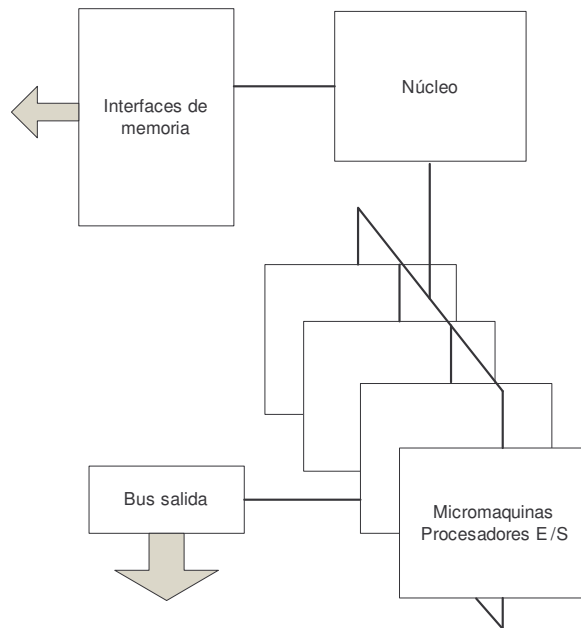 Interfaces de
memoria
Núcleo
Bus salida
Micromaquinas
Procesadores E/S